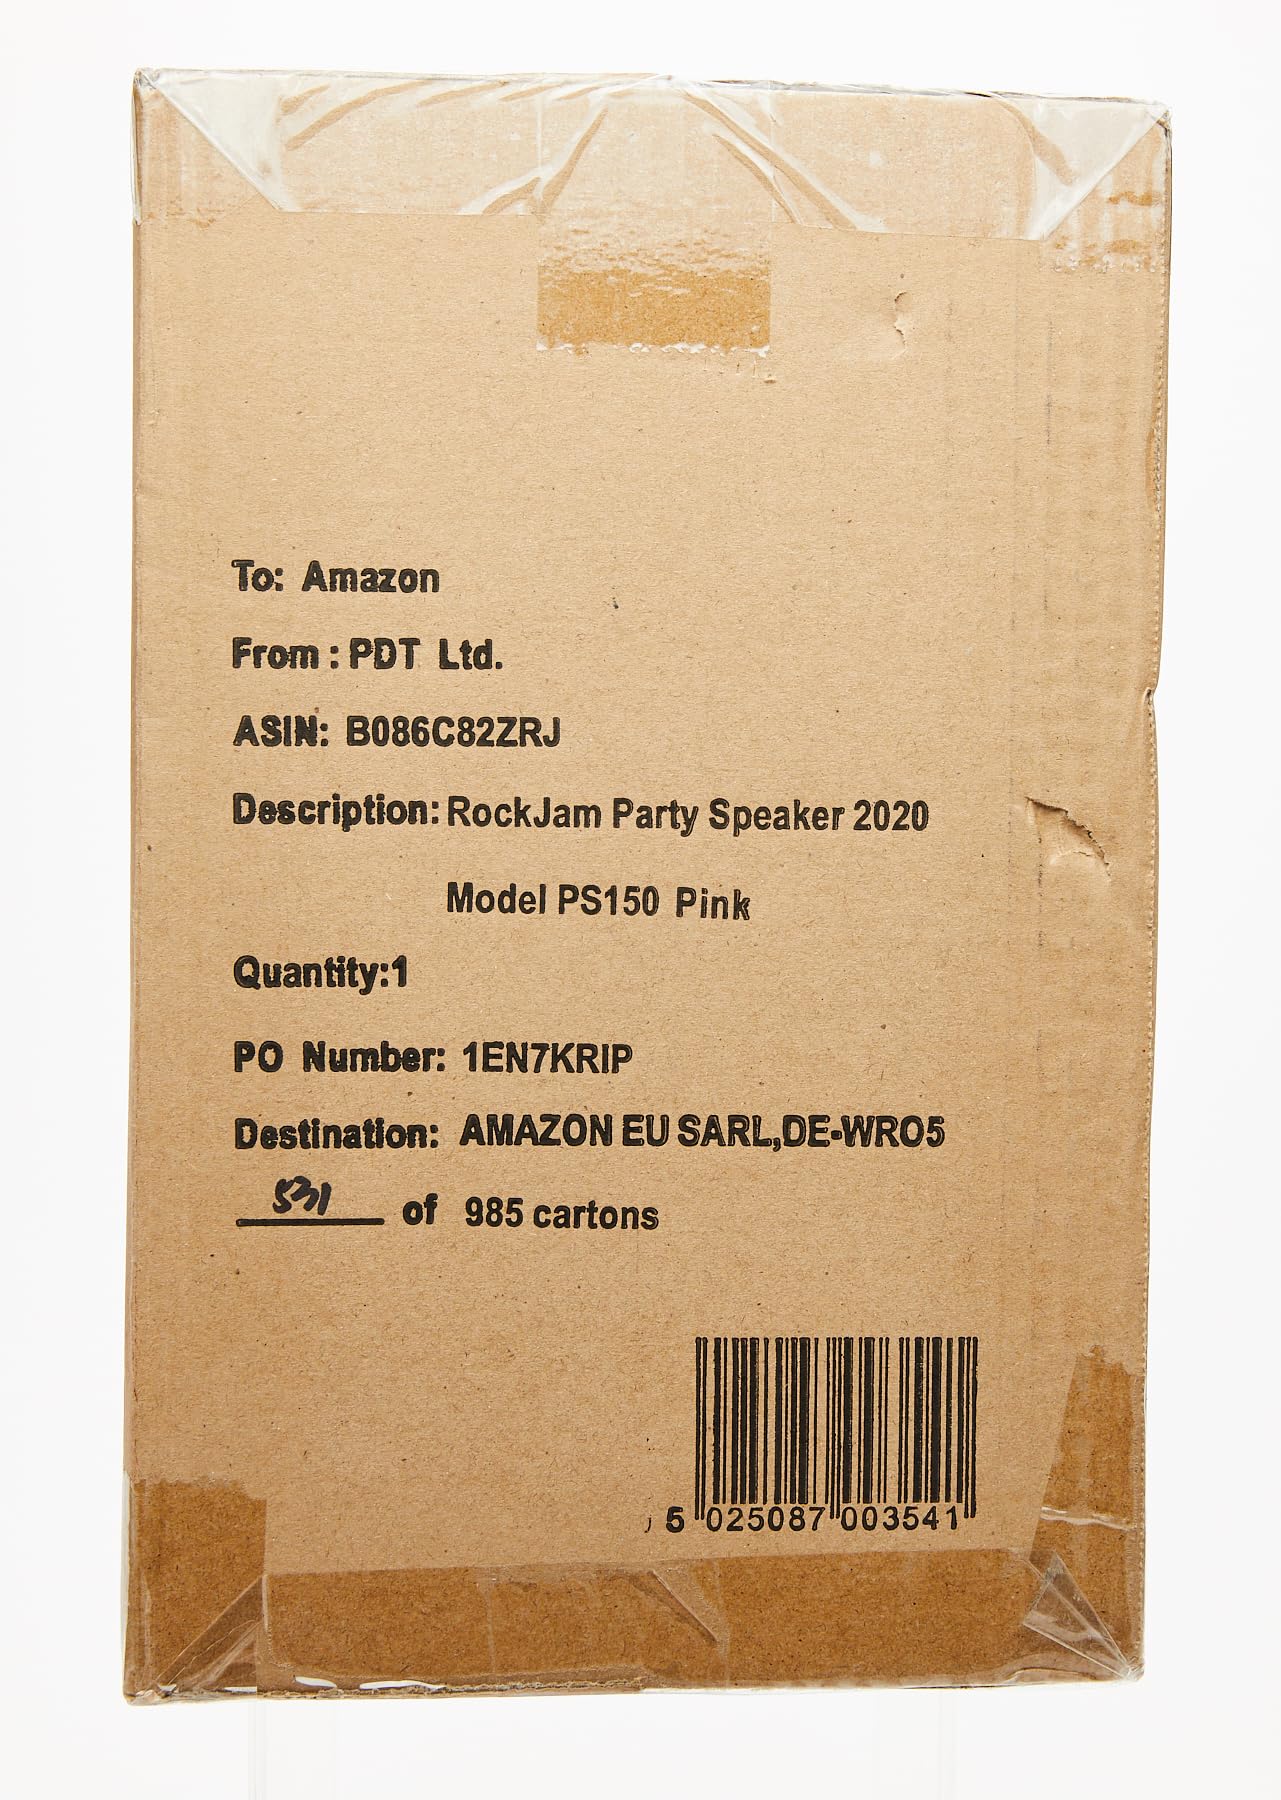 To: Amazon
From : PDT Ltd.
ASIN: B086C82ZRJ
Description: RockJam Party Speaker 2020
Model PS150 Pink
Quantity:1
PO Number: 1EN7KRIP
Destination: AMAZON EU SARL,DE-WRO5
531 of 985 cartons
5 025087 003541